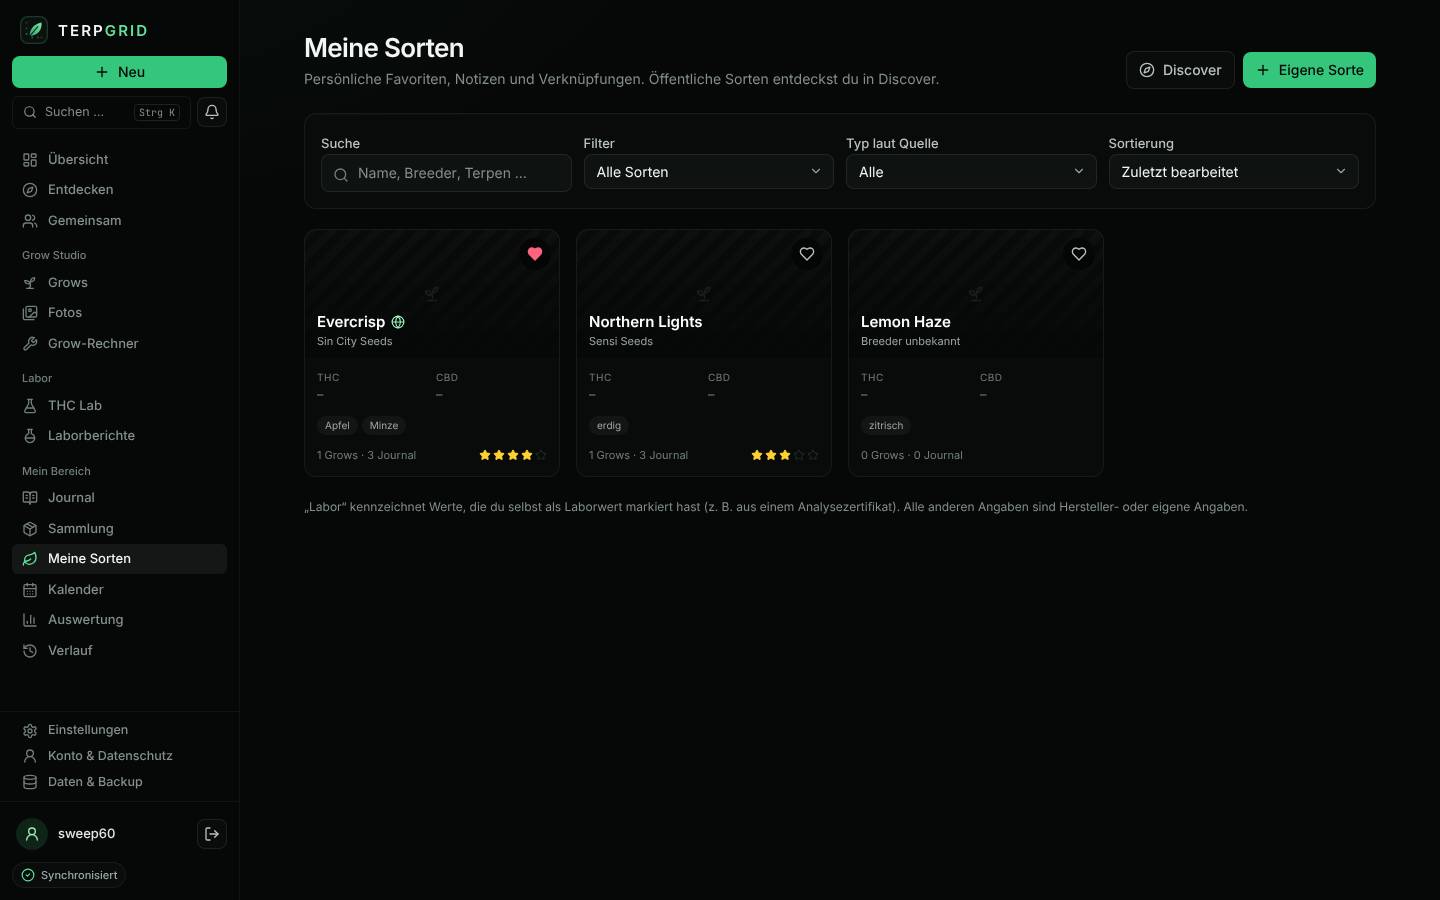 TERPGRID
Neu
Suchen ...
Strg K
Übersicht
Entdecken
Gemeinsam
Grow Studio
Grows
Fotos
Grow-Rechner
Labor
THC Lab
Laborberichte
Mein Bereich
Journal
Sammlung
Meine Sorten
Kalender
Auswertung
Verlauf
Einstellungen
Konto & Datenschutz
Daten & Backup
sweep60
Synchronisiert
Meine Sorten
Persönliche Favoriten, Notizen und Verknüpfungen. Öffentliche Sorten entdeckst du in Discover.
Discover
Eigene Sorte
Suche
Name, Breeder, Terpen ...
Filter
Alle Sorten
Typ laut Quelle
Alle
Sortierung
Zuletzt bearbeitet
Evercrisp
Sin City Seeds
THC
CBD
–
–
Apfel
Minze
1 Grows · 3 Journal
Northern Lights
Sensi Seeds
THC
CBD
–
–
erdig
1 Grows · 3 Journal
Lemon Haze
Breeder unbekannt
THC
CBD
–
–
zitrisch
0 Grows · 0 Journal
„Labor“ kennzeichnet Werte, die du selbst als Laborwert markiert hast (z. B. aus einem Analysezertifikat). Alle anderen Angaben sind Hersteller- oder eigene Angaben.